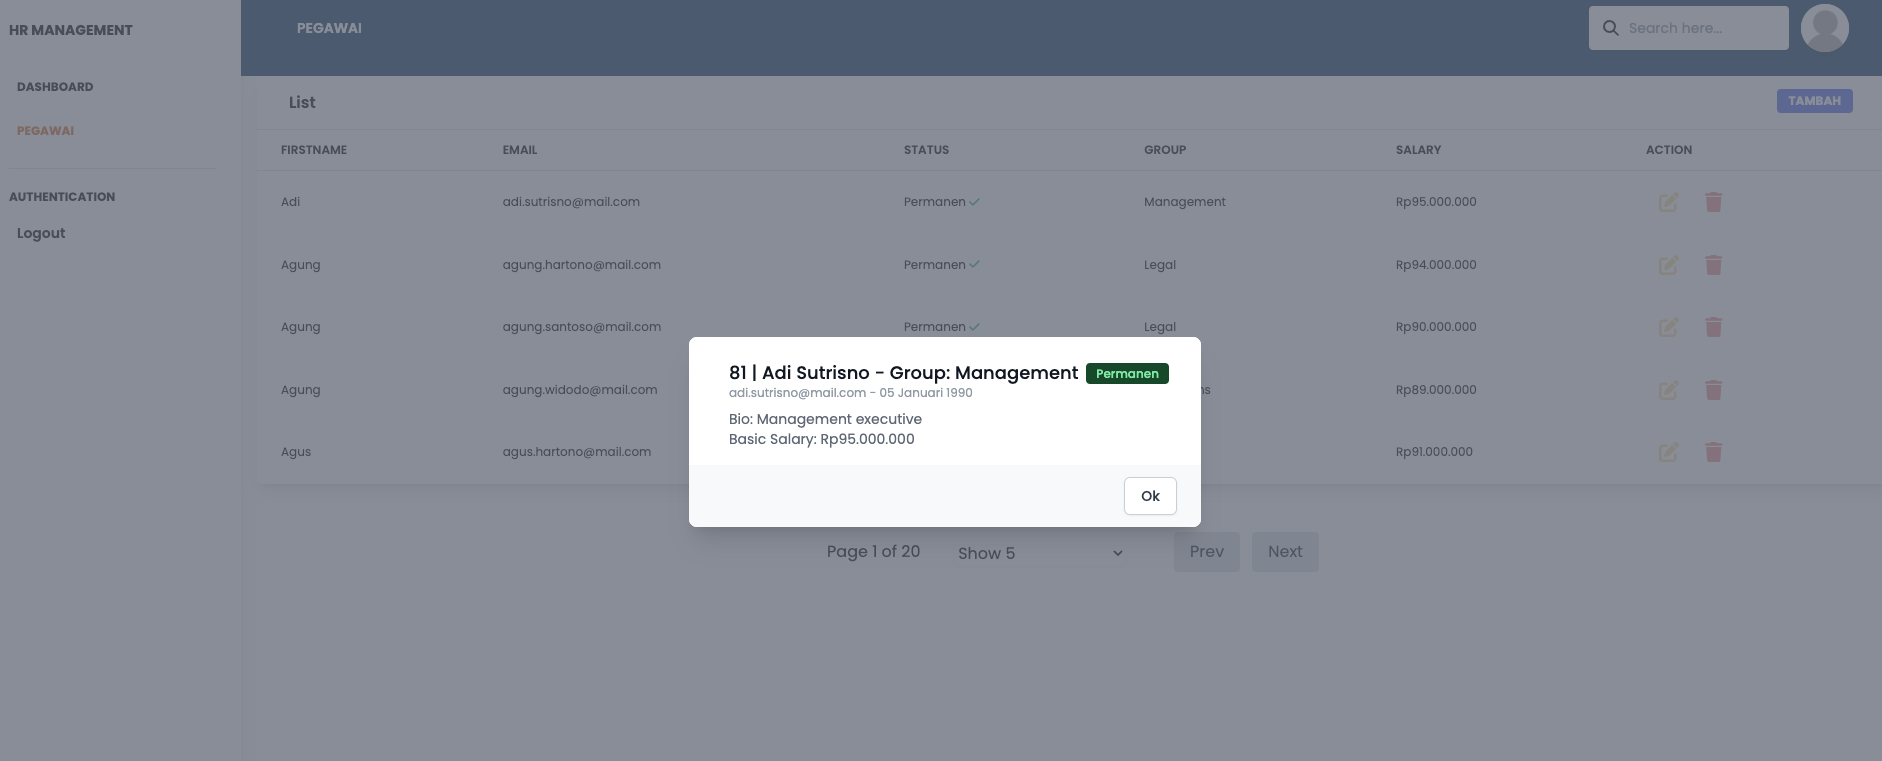 HR MANAGEMENT
DASHBOARD
PEGAWAI
AUTHENTICATION
Logout
PEGAWAI
Search here...
List
TAMBAH
FIRSTNAME EMAIL STATUS GROUP SALARY ACTION
Adi adi.sutrisno@mail.com Permanen Management Rp95.000.000
Agung agung.hartono@mail.com Permanen Legal Rp94.000.000
Agung agung.santoso@mail.com Permanen Legal Rp90.000.000
Agung agung.widodo@mail.com Rp89.000.000
Agus agus.hartono@mail.com Rp91.000.000
81 | Adi Sutrisno - Group: Management Permanen
adi.sutrisno@mail.com - 05 Januari 1990
Bio: Management executive
Basic Salary: Rp95.000.000
Ok
Page 1 of 20 Show 5 Prev Next